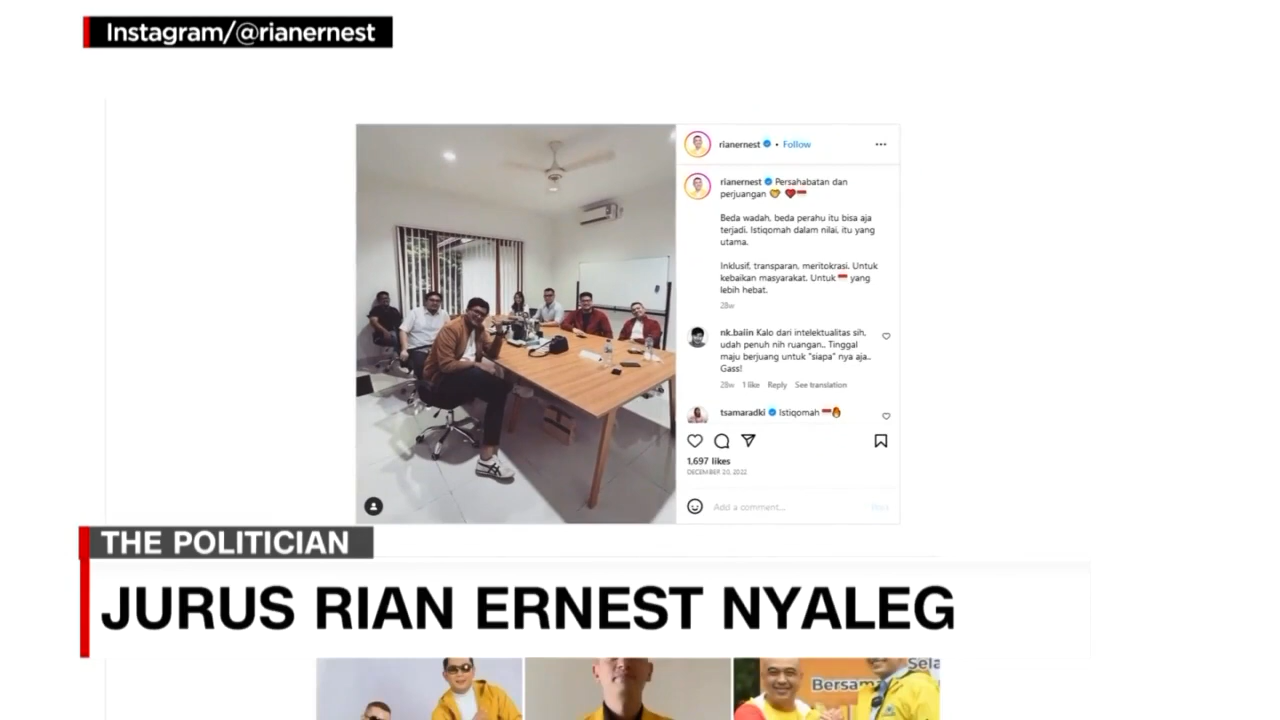 Instagram/@rianernest
rianernest • Follow
rianernest Persahabatan dan
perjuangan
Beda wadah, beda perahu itu bisa aja
terjadi. Istiqomah dalam nilai, itu yang
utama.
Inklusif, transparan, meritokrasi. Untuk
kebaikan masyarakat. Untuk yang
lebih hebat.
28w
nk.baiin Kalo dari intelektualitas sih,
udah penuh nih ruangan.. Tinggal
maju berjuang untuk "siapa" nya aja..
Gass!
28w 1 like Reply See translation
tsamaradki Istiqomah
1,697 likes
DECEMBER 20, 2022
Add a comment...
THE POLITICIAN
JURUS RIAN ERNEST NYALEG
Sela
Bersama